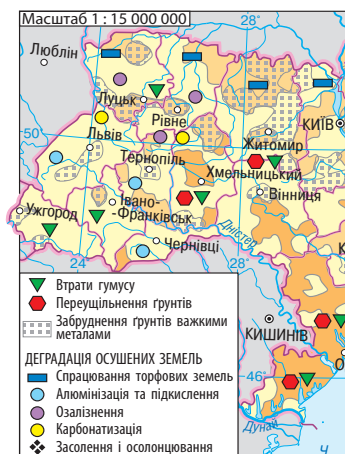 Масштаб 1 : 15 000 000
28°
Люблін
Луцьк
Рівне
50
КИЇВ
Житомир
Львів
Тернопіль
Хмельницький
Вінниця
Івано-
-Франківськ
Ужгород
Дністер
Чернівці
24°
28°
КИШИНІВ
46°
Дунай
Ч
К
О
Втрати гумусу
Переущільнення ґрунтів
Забруднення ґрунтів важкими
металами
ДЕГРАДАЦІЯ ОСУШЕНИХ ЗЕМЕЛЬ
Спрацювання торфових земель
Алюмінізація та підкислення
Озалізнення
Карбонатизація
Засолення і осолонцювання